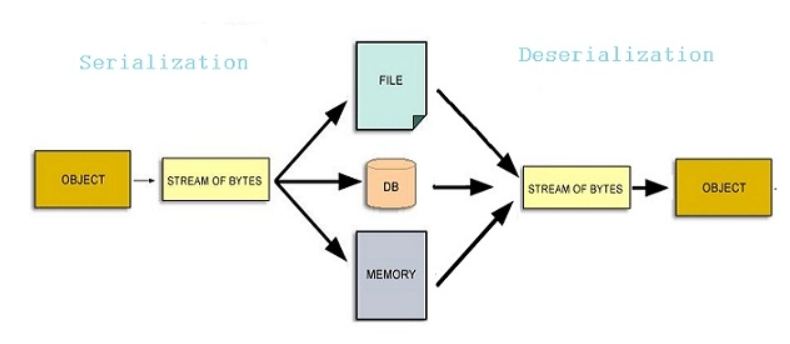 Serialization
Deserialization
FILE
OBJECT
STREAM OF BYTES
DB
STREAM OF BYTES
OBJECT
MEMORY